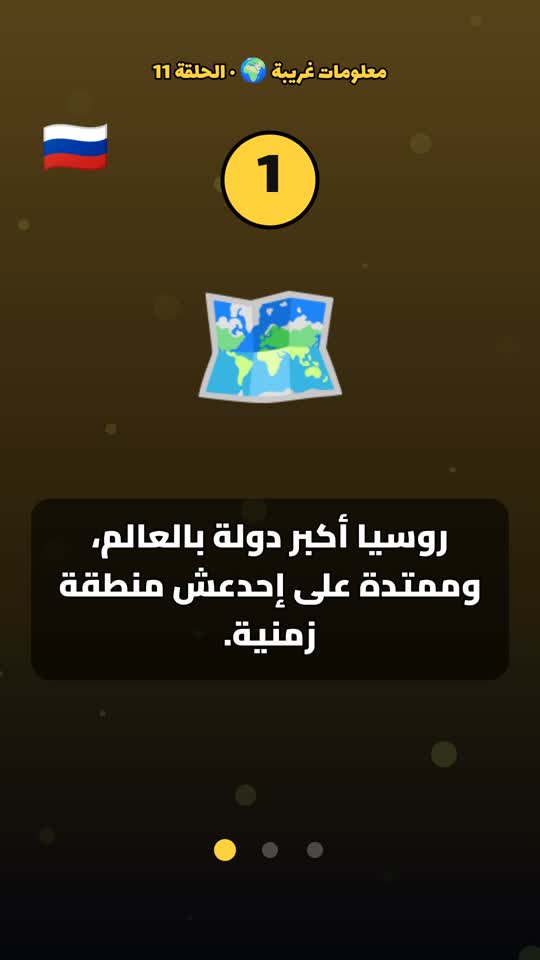 معلومات غريبة 🌍 • الحلقة 11
1
روسيا أكبر دولة بالعالم،
وممتدة على إحدعش منطقة
زمنية.